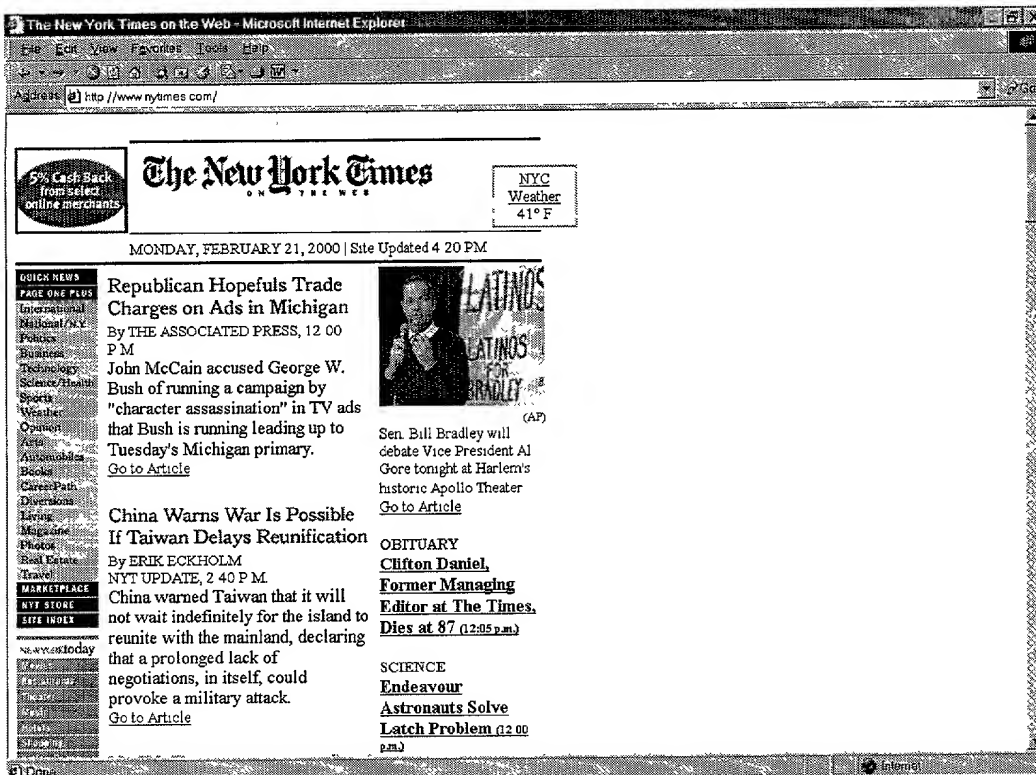 The New York Times on the Web - Microsoft Internet Explorer
File Edit View Favorites Tools Help
Address http //www nytimes com/
5% Cash Back
from select
online merchants
The New York Times
ON THE WEB
NYC
Weather
41° F
MONDAY, FEBRUARY 21, 2000 | Site Updated 4 20 PM
QUICK NEWS
PAGE ONE PLUS
International
National/N.Y.
Politics
Business
Technology
Science/Health
Sports
Weather
Opinion
Arts
Automobiles
Books
CareerPath
Diversions
Living
Magazine
Photos
Real Estate
Travel
MARKETPLACE
NYT STORE
SITE INDEX
today
Republican Hopefuls Trade
Charges on Ads in Michigan
By THE ASSOCIATED PRESS, 12 00
P M
John McCain accused George W.
Bush of running a campaign by
"character assassination" in TV ads
that Bush is running leading up to
Tuesday's Michigan primary.
Go to Article
China Warns War Is Possible
If Taiwan Delays Reunification
By ERIK ECKHOLM
NYT UPDATE, 2 40 P M.
China warned Taiwan that it will
not wait indefinitely for the island to
reunite with the mainland, declaring
that a prolonged lack of
negotiations, in itself, could
provoke a military attack.
Go to Article
LATINOS
LATINOS
FOR
BRADLEY
(AP)
Sen. Bill Bradley will
debate Vice President Al
Gore tonight at Harlem's
historic Apollo Theater
Go to Article
OBITUARY
Clifton Daniel,
Former Managing
Editor at The Times,
Dies at 87 (12:05 p.m.)
SCIENCE
Endeavour
Astronauts Solve
Latch Problem (12 00
p.m.)
Done
Internet